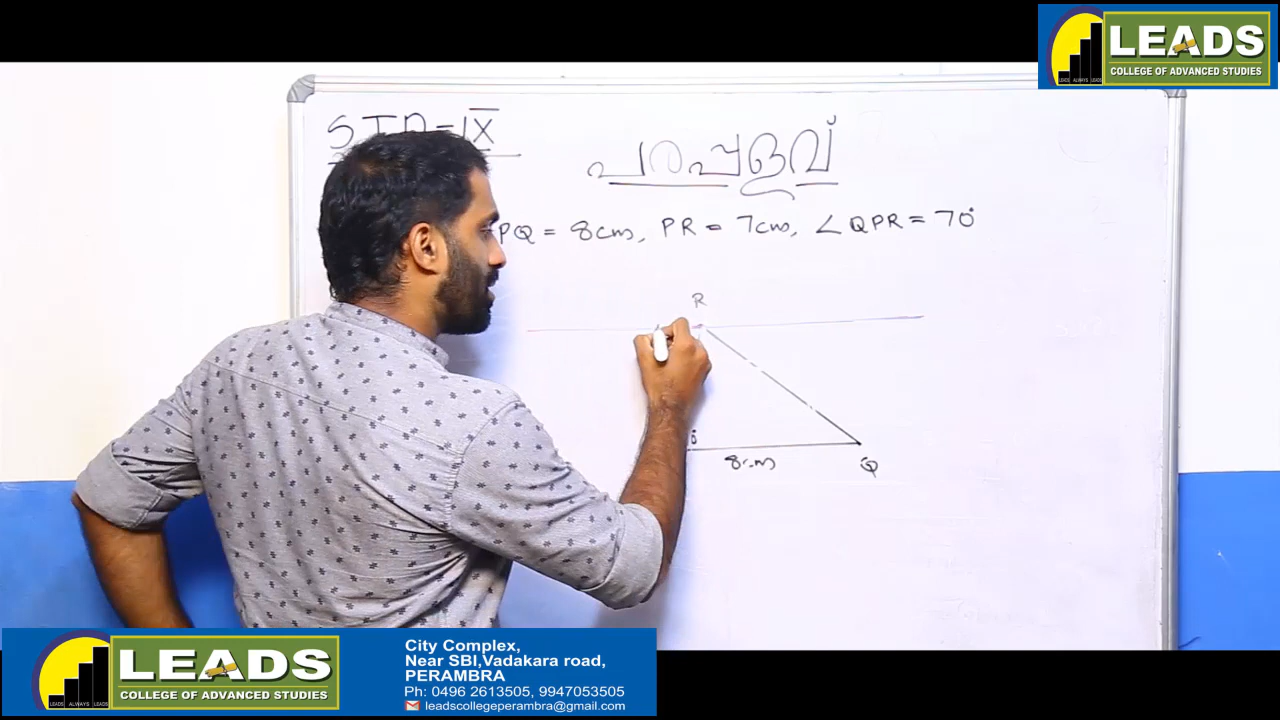 LEADS
COLLEGE OF ADVANCED STUDIES
STD-IX
പരപ്പളവ്
PQ = 8cm, PR = 7cm, ∠QPR = 70°
R
8cm
Q
LEADS
COLLEGE OF ADVANCED STUDIES
City Complex,
Near SBI,Vadakara road,
PERAMBRA
Ph: 0496 2613505, 9947053505
leadscollegeperambra@gmail.com